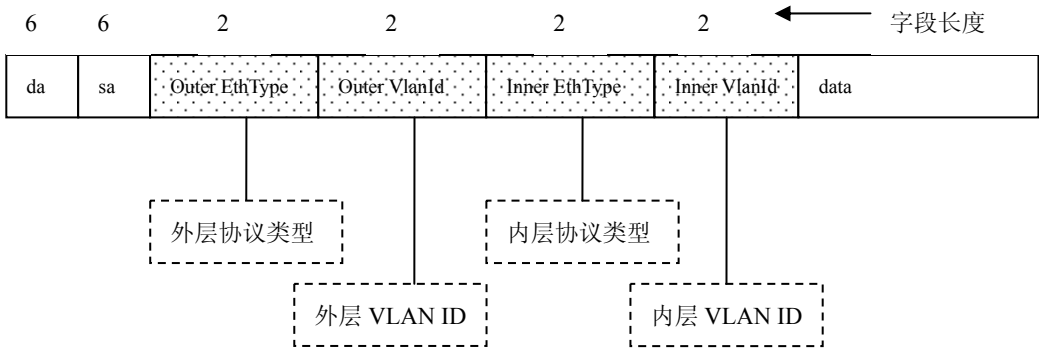 6 6 2 2 2 2 字段长度
da sa Outer EthType Outer VlanId Inner EthType Inner VlanId data
外层协议类型 内层协议类型
外层 VLAN ID 内层 VLAN ID